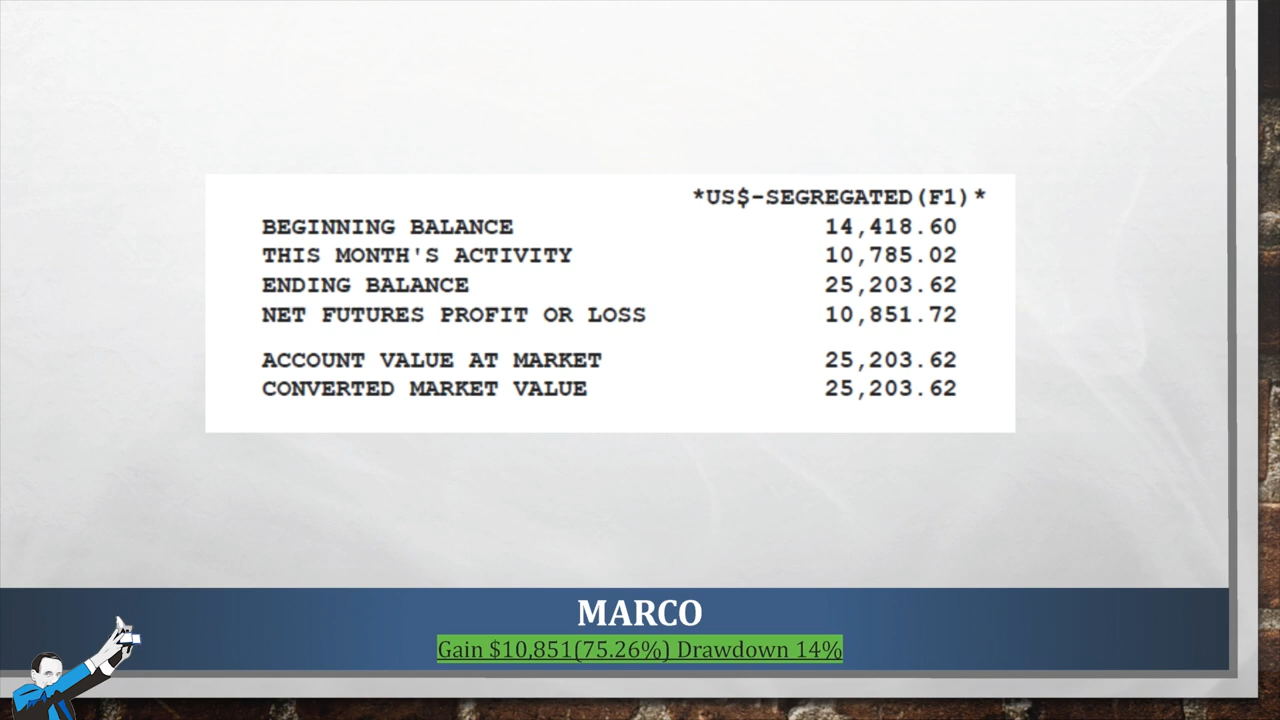 *US$-SEGREGATED(F1)*
BEGINNING BALANCE 14,418.60
THIS MONTH'S ACTIVITY 10,785.02
ENDING BALANCE 25,203.62
NET FUTURES PROFIT OR LOSS 10,851.72
ACCOUNT VALUE AT MARKET 25,203.62
CONVERTED MARKET VALUE 25,203.62
MARCO
Gain $10,851(75.26%) Drawdown 14%